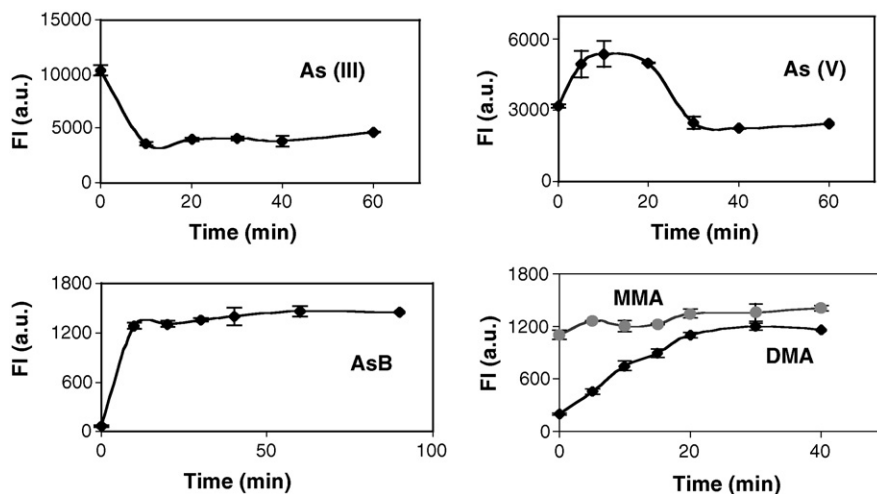 15000
10000
5000
0
FI (a.u.)
As (III)
0 20 40 60
Time (min)
6000
3000
0
FI (a.u.)
As (V)
0 20 40 60
Time (min)
1800
1200
600
0
FI (a.u.)
AsB
0 50 100
Time (min)
1800
1200
600
0
FI (a.u.)
MMA
DMA
0 20 40
Time (min)